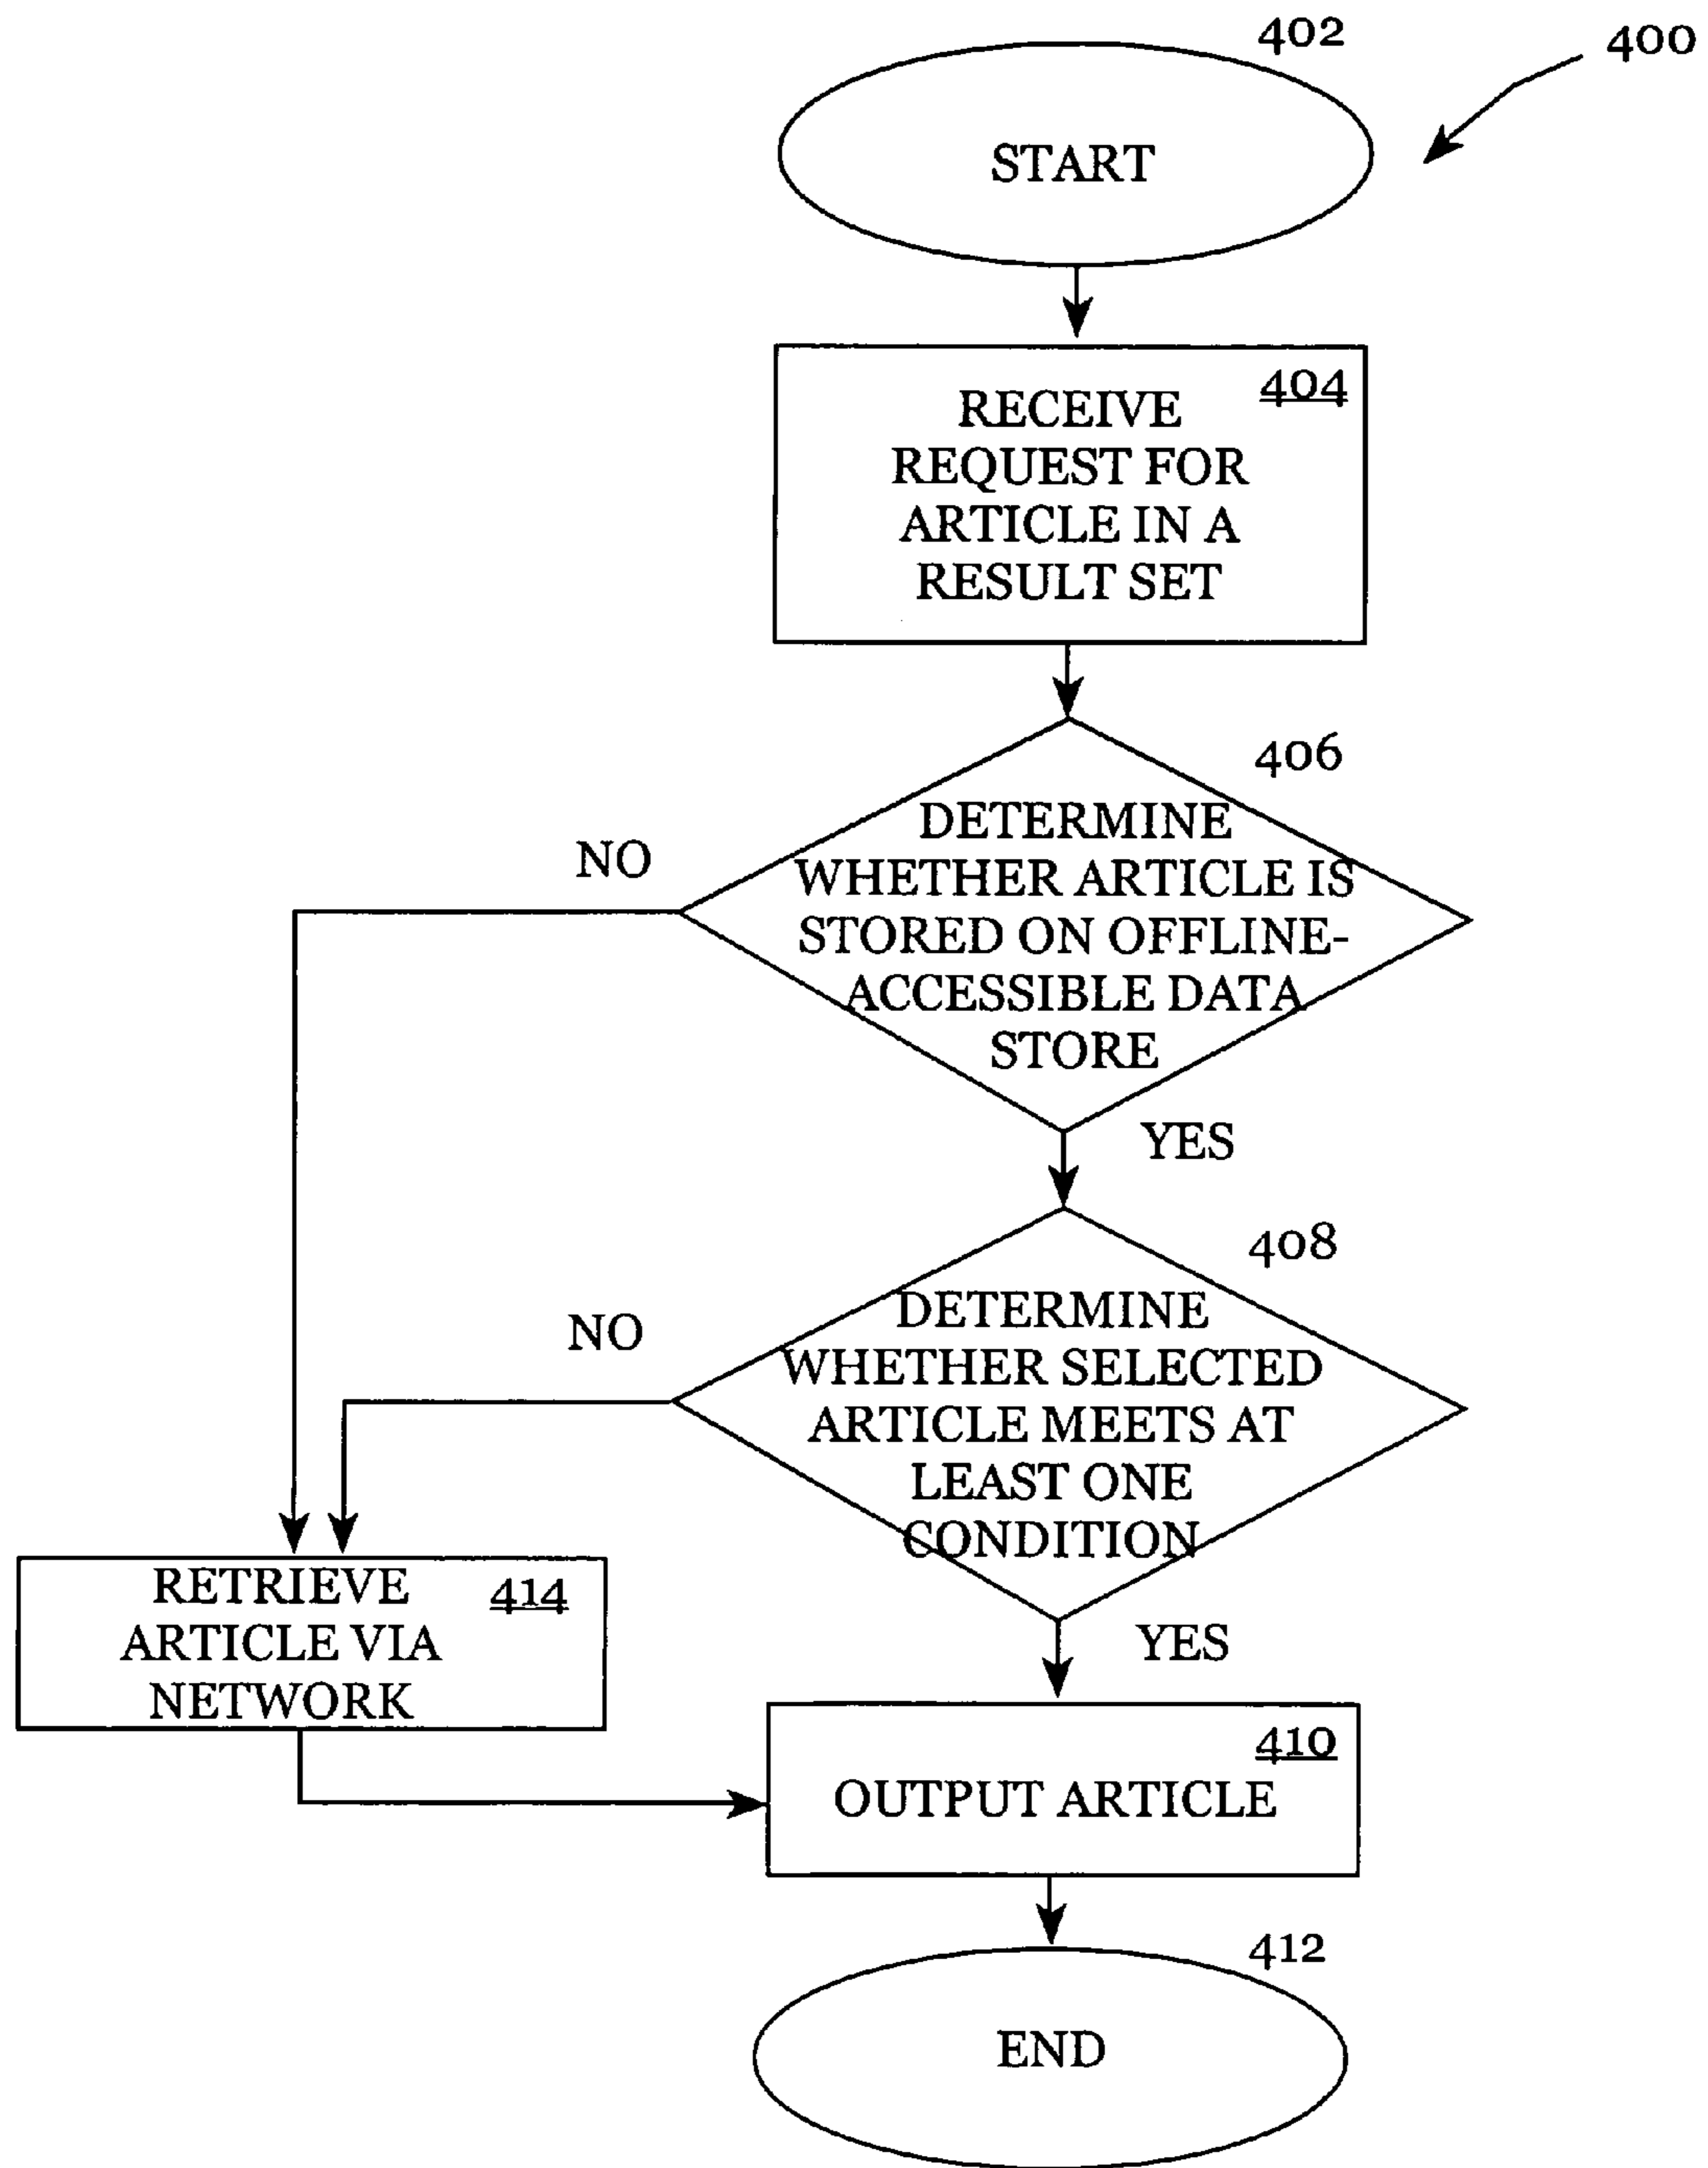 402
400
START
404
RECEIVE
REQUEST FOR
ARTICLE IN A
RESULT SET
406
DETERMINE
WHETHER ARTICLE IS
STORED ON OFFLINE-
ACCESSIBLE DATA
STORE
NO
YES
408
DETERMINE
WHETHER SELECTED
ARTICLE MEETS AT
LEAST ONE
CONDITION
NO
YES
RETRIEVE
ARTICLE VIA
NETWORK
414
410
OUTPUT ARTICLE
412
END